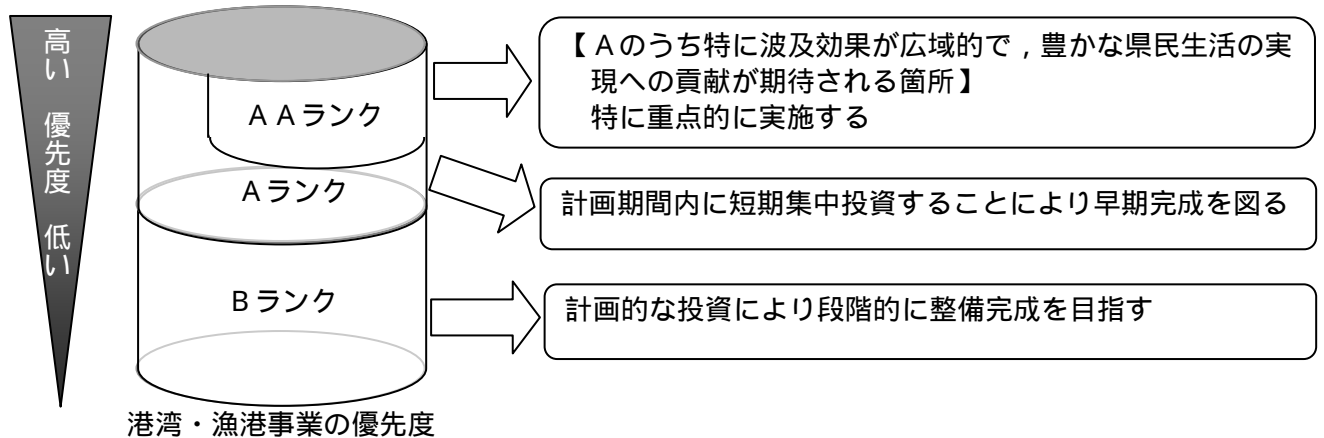 高い 優先度 低い
【Aのうち特に波及効果が広域的で，豊かな県民生活の実
現への貢献が期待される箇所】
特に重点的に実施する
ＡＡランク
Ａランク
計画期間内に短期集中投資することにより早期完成を図る
Ｂランク
計画的な投資により段階的に整備完成を目指す
港湾・漁港事業の優先度